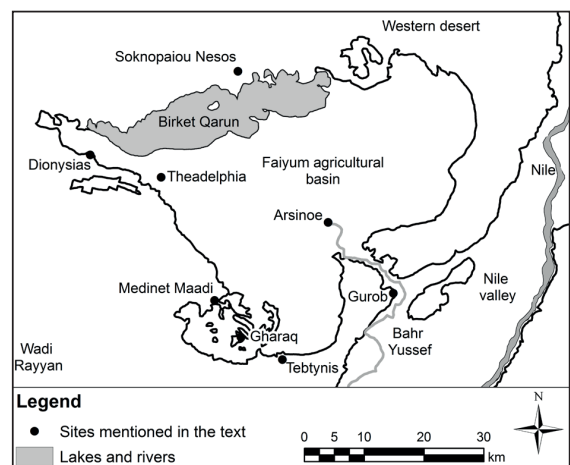 Western desert
Soknopaiou Nesos
Birket Qarun
Dionysias
Theadelphia
Faiyum agricultural
basin
Nile
Arsinoe
Medinet Maadi
Gurob
Nile
valley
Gharaq
Bahr
Yussef
Wadi
Rayyan
Tebtynis
Legend
Sites mentioned in the text
Lakes and rivers
N
0 5 10 20 30
km